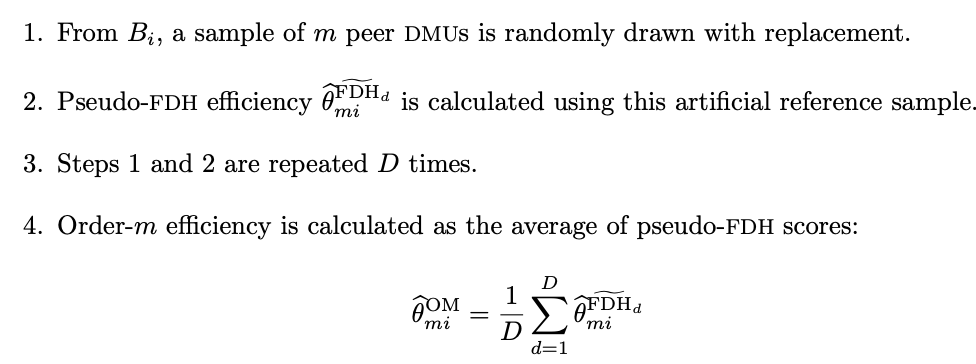 1. From $B_i$, a sample of $m$ peer DMUs is randomly drawn with replacement.
2. Pseudo-FDH efficiency $\widehat{\theta}_{mi}^{\widetilde{\text{FDH}}_d}$ is calculated using this artificial reference sample.
3. Steps 1 and 2 are repeated $D$ times.
4. Order-$m$ efficiency is calculated as the average of pseudo-FDH scores:
$\widehat{\theta}_{mi}^{\text{OM}} = \frac{1}{D} \sum_{d=1}^{D} \widehat{\theta}_{mi}^{\widetilde{\text{FDH}}_d}$